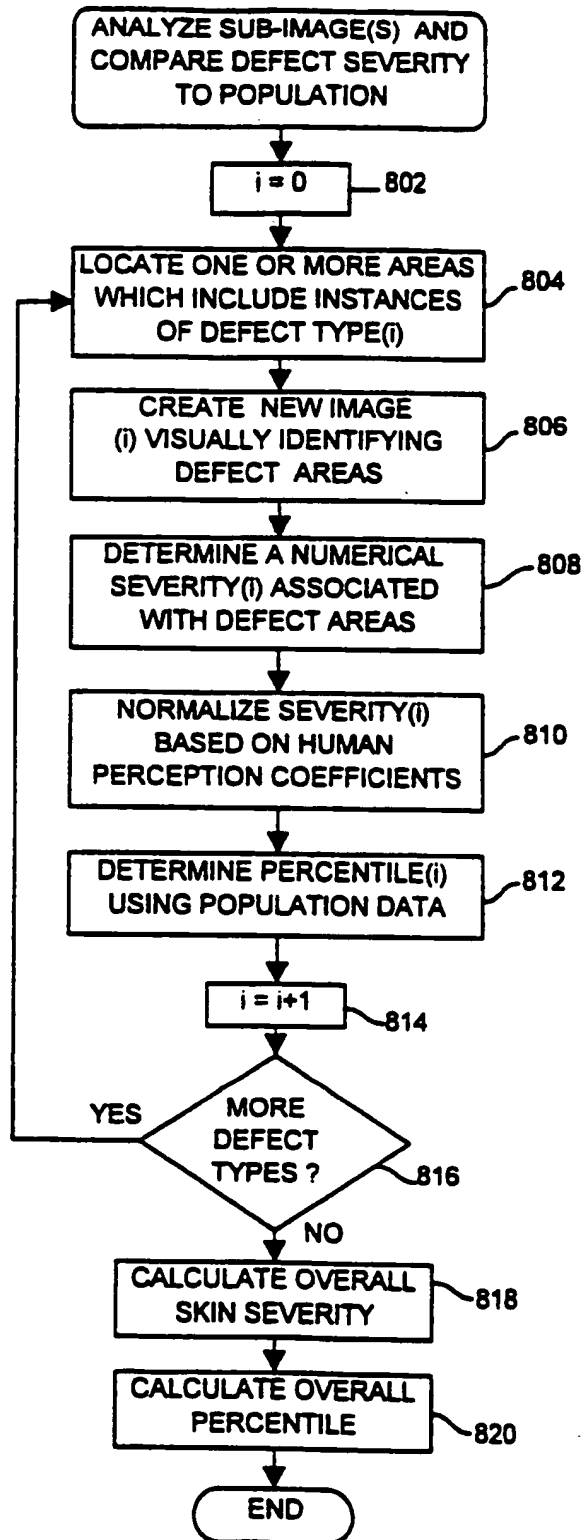 ANALYZE SUB-IMAGE(S) AND
COMPARE DEFECT SEVERITY
TO POPULATION
i = 0
802
LOCATE ONE OR MORE AREAS
WHICH INCLUDE INSTANCES
OF DEFECT TYPE(i)
804
CREATE NEW IMAGE
(i) VISUALLY IDENTIFYING
DEFECT AREAS
806
DETERMINE A NUMERICAL
SEVERITY(i) ASSOCIATED
WITH DEFECT AREAS
808
NORMALIZE SEVERITY(i)
BASED ON HUMAN
PERCEPTION COEFFICIENTS
810
DETERMINE PERCENTILE(i)
USING POPULATION DATA
812
i = i+1
814
YES
MORE
DEFECT
TYPES ?
816
NO
CALCULATE OVERALL
SKIN SEVERITY
818
CALCULATE OVERALL
PERCENTILE
820
END